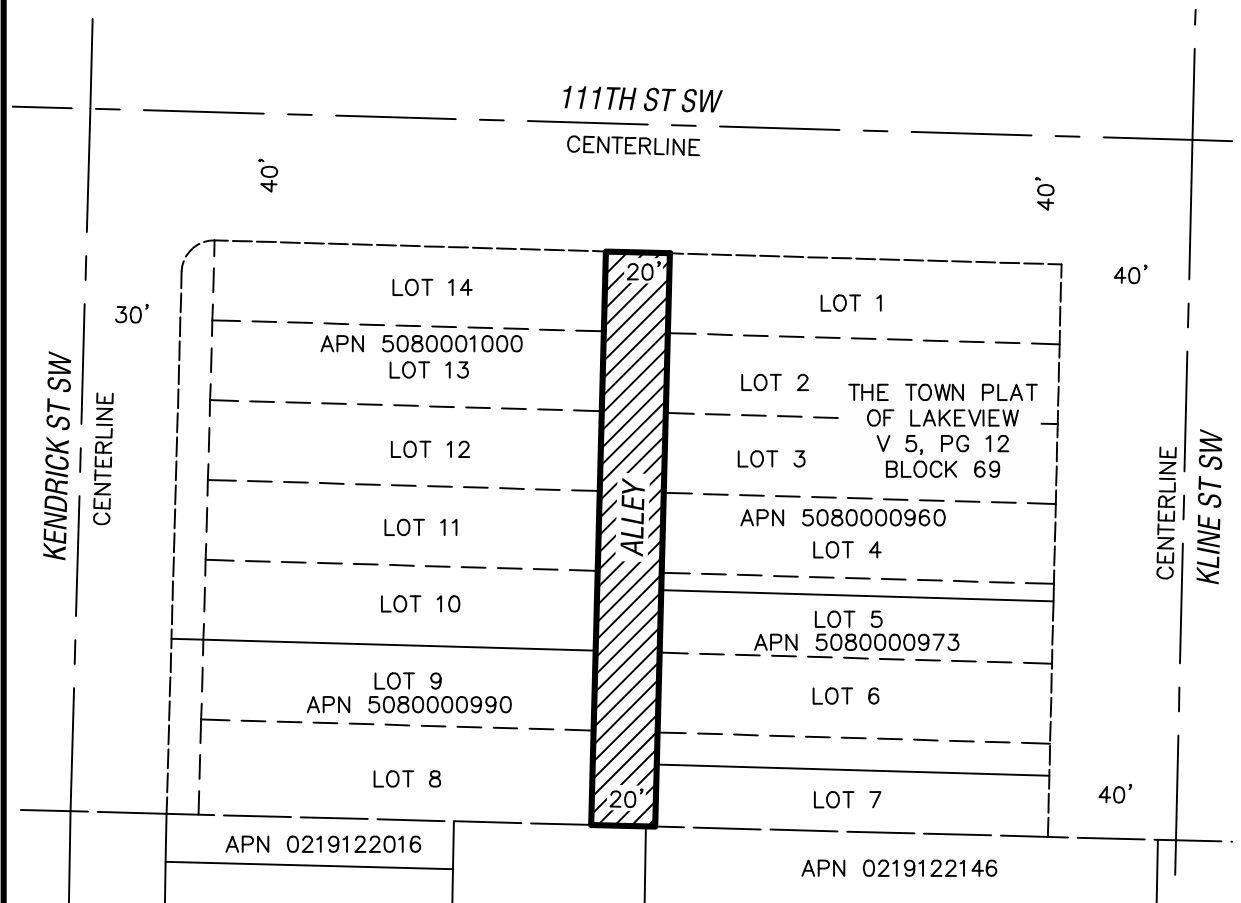 111TH ST SW
CENTERLINE
40'
40'
40'
30'
20'
LOT 14
LOT 1
APN 5080001000
LOT 13
LOT 2
THE TOWN PLAT
OF LAKEVIEW
V 5, PG 12
BLOCK 69
KENDRICK ST SW
CENTERLINE
LOT 12
LOT 3
ALLEY
CENTERLINE
KLINE ST SW
LOT 11
APN 5080000960
LOT 4
LOT 10
LOT 5
APN 5080000973
LOT 9
APN 5080000990
LOT 6
LOT 8
20'
LOT 7
40'
APN 0219122016
APN 0219122146